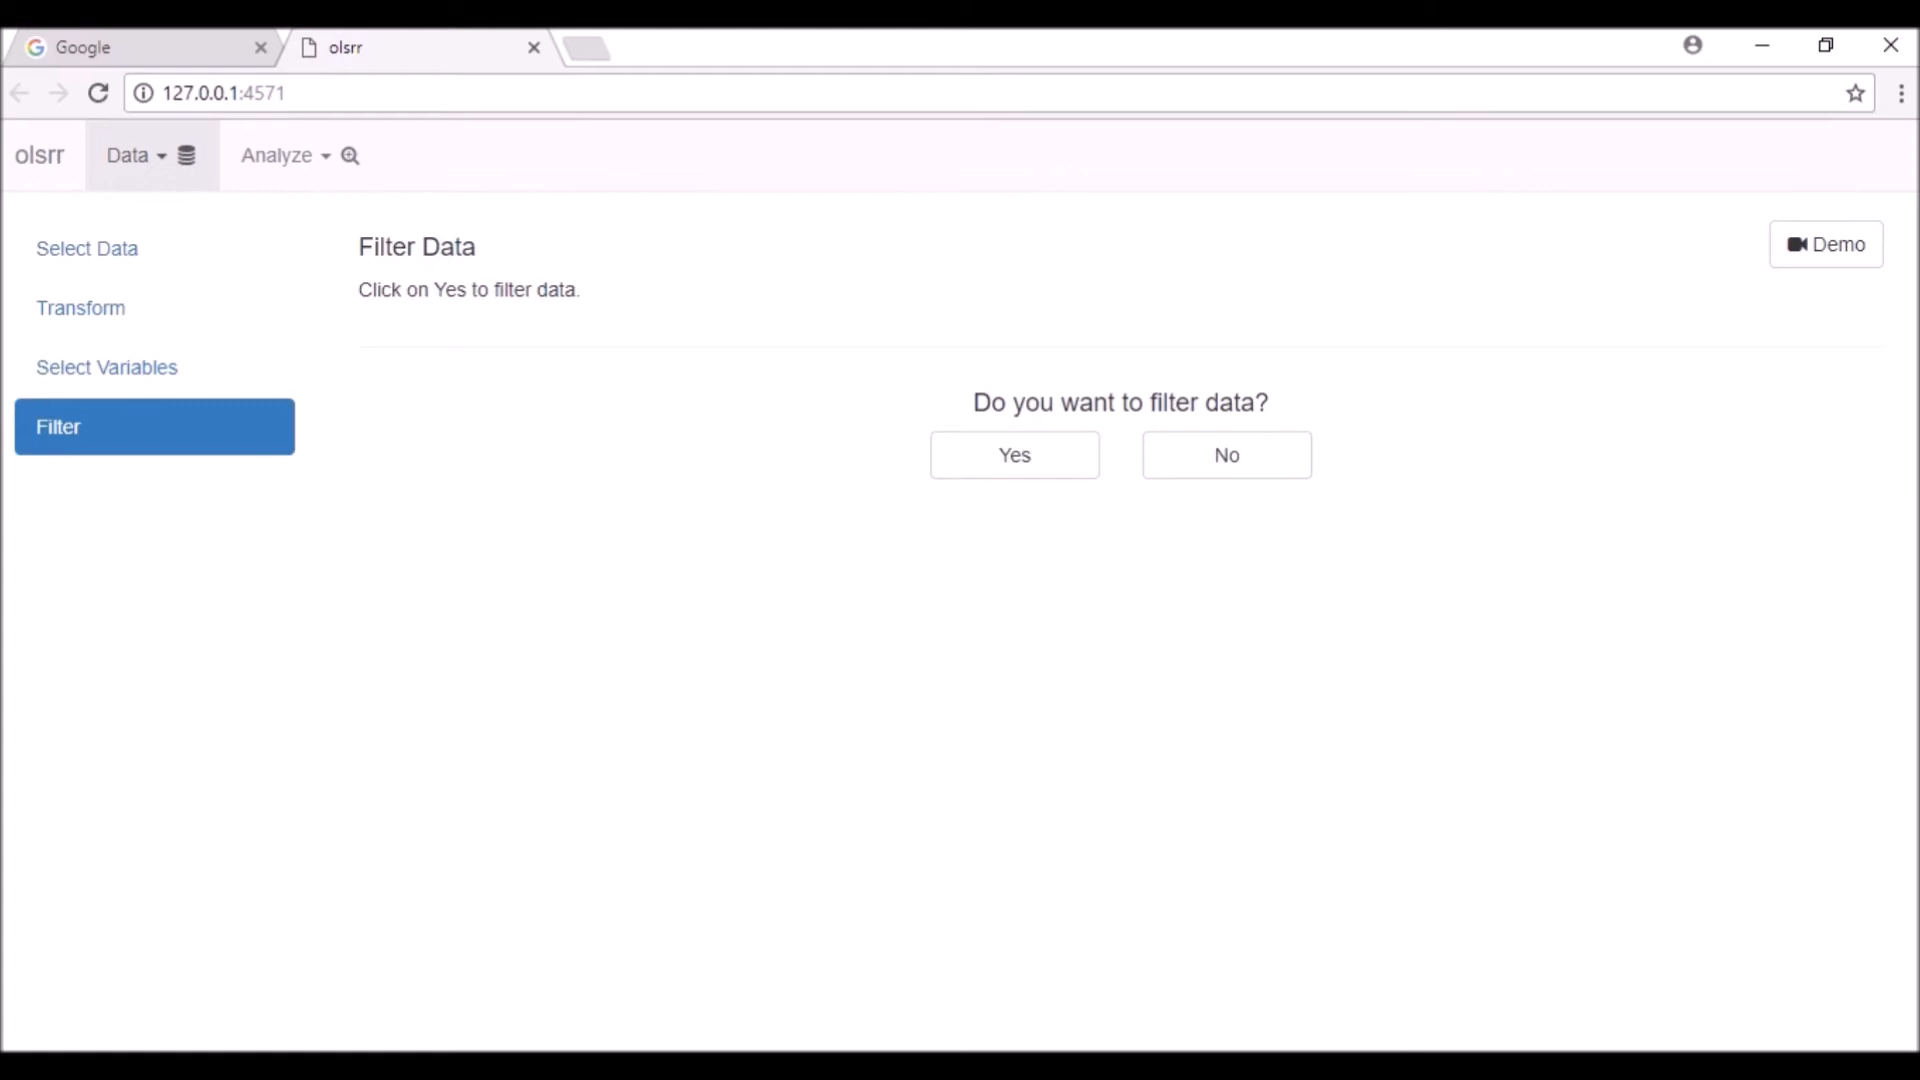 Google
olsrr
127.0.0.1:4571
olsrr
Data
Analyze
Select Data
Transform
Select Variables
Filter
Filter Data
Click on Yes to filter data.
Demo
Do you want to filter data?
Yes
No